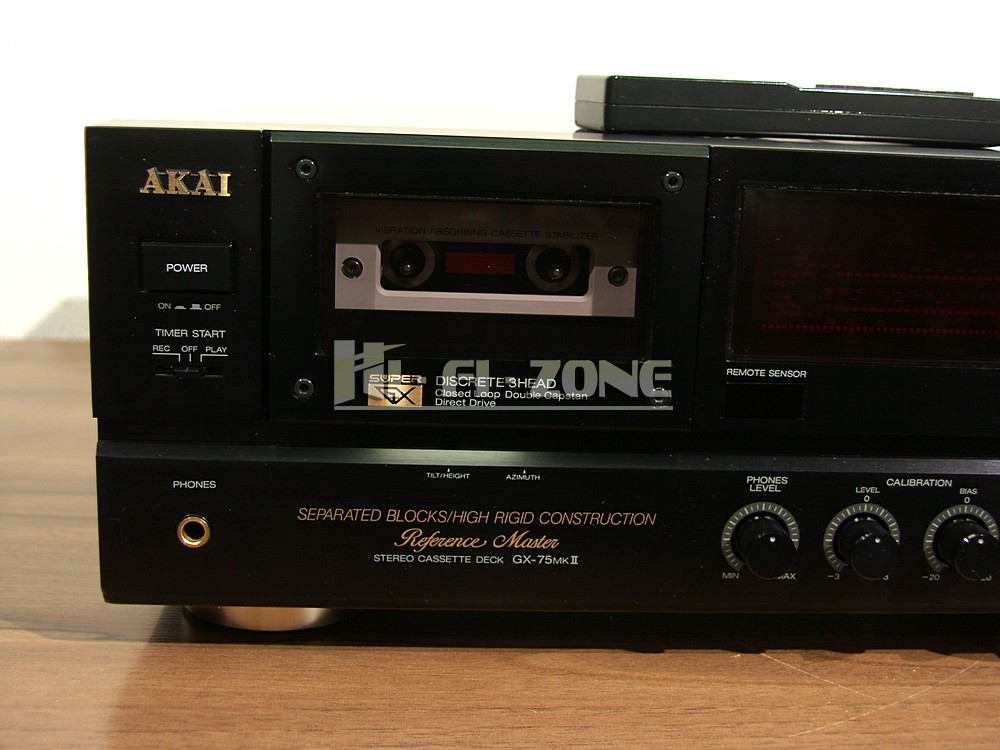 AKAI
POWER
ON OFF
TIMER START
REC OFF PLAY
VIBRATION ABSORBING CASSETTE STABILIZER
HI-FI-ZONE
SUPER GX
DISCRETE 3HEAD
Closed Loop Double Capstan
Direct Drive
REMOTE SENSOR
PHONES
TILT/HEIGHT AZIMUTH
SEPARATED BLOCKS/HIGH RIGID CONSTRUCTION
Reference Master
STEREO CASSETTE DECK GX-75MKII
PHONES LEVEL
MIN MAX
CALIBRATION
LEVEL
0
-3 3
BIAS
0
-20 20